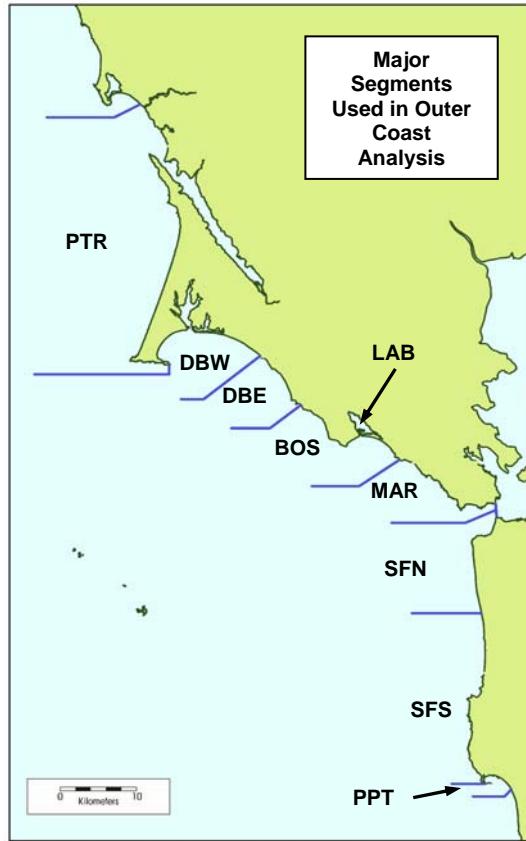 Major
Segments
Used in Outer
Coast
Analysis
PTR
LAB
DBW
DBE
BOS
MAR
SFN
SFS
PPT
0 10
Kilometers